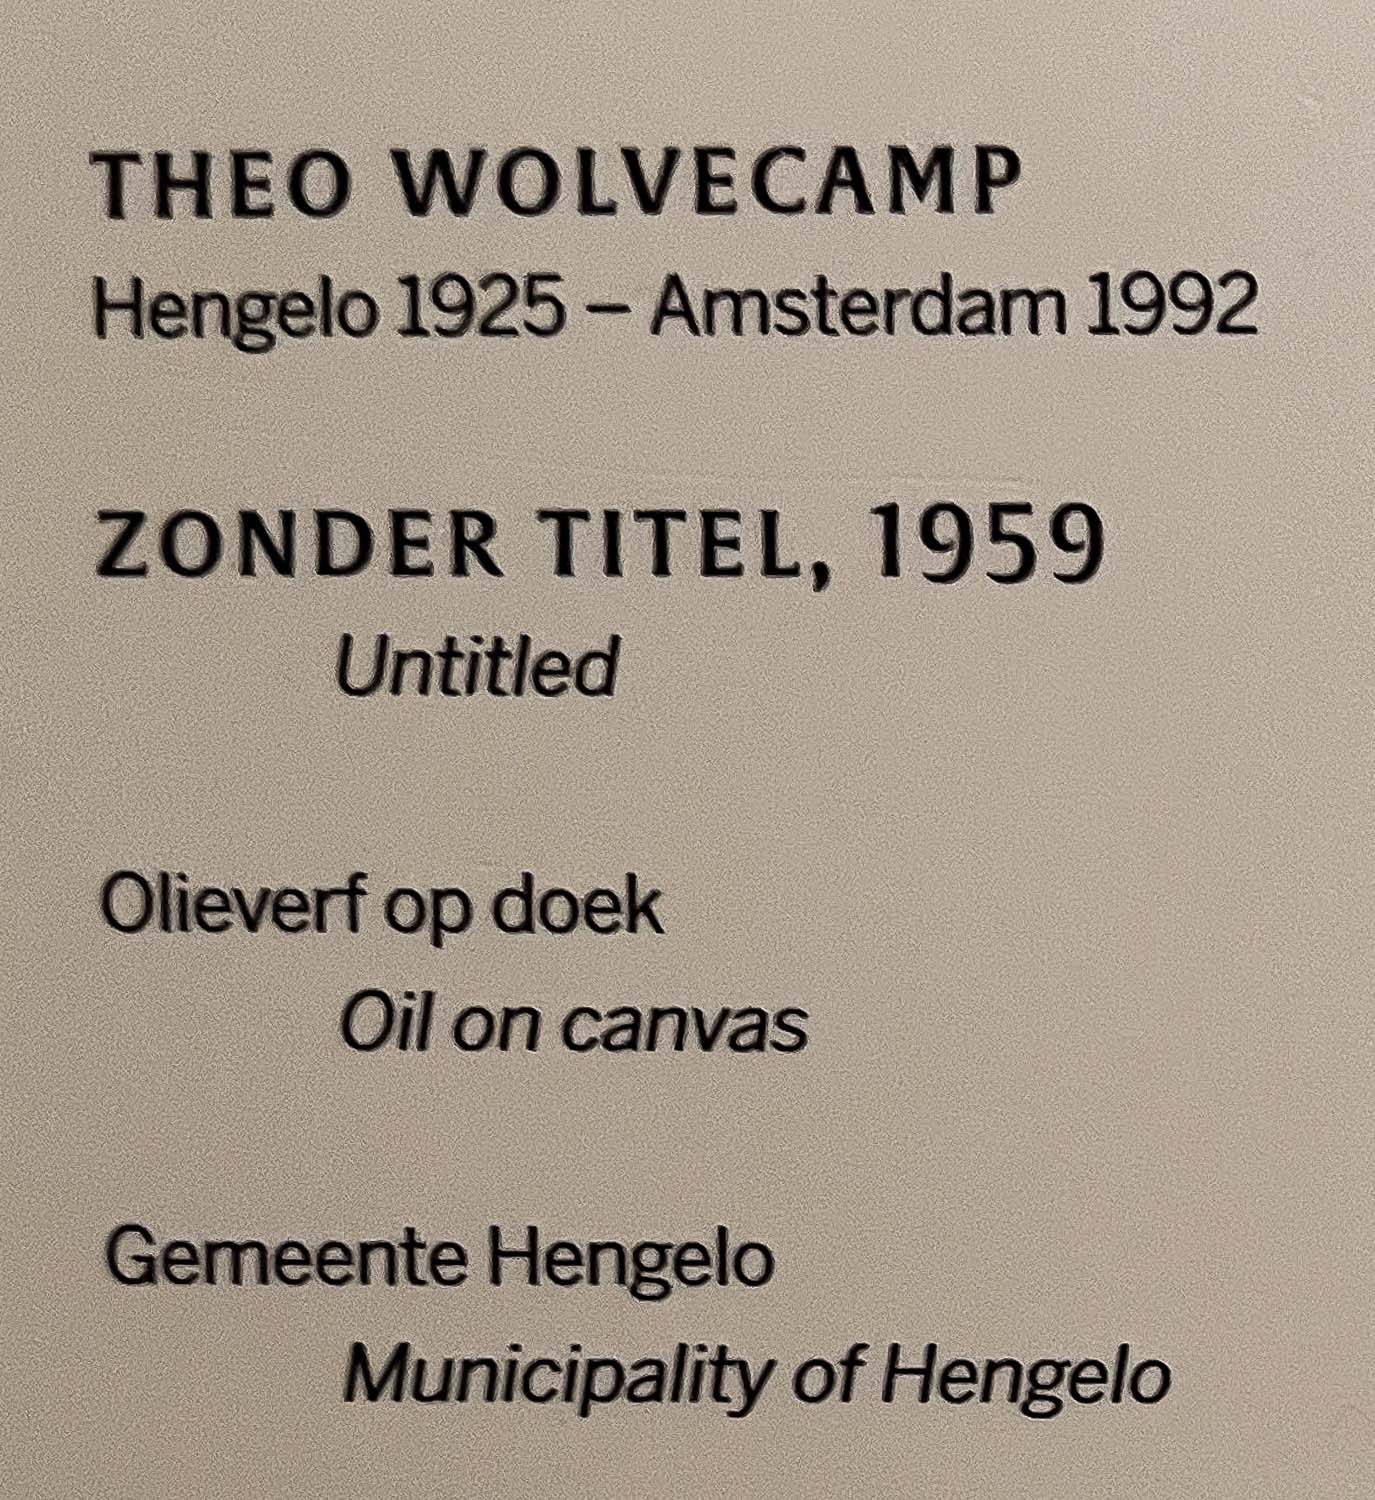 THEO WOLVECAMP
Hengelo 1925 – Amsterdam 1992
ZONDER TITEL, 1959
Untitled
Olieverf op doek
Oil on canvas
Gemeente Hengelo
Municipality of Hengelo